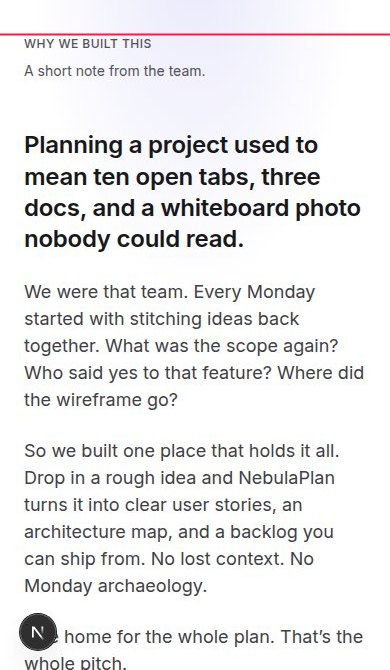 WHY WE BUILT THIS
A short note from the team.
Planning a project used to
mean ten open tabs, three
docs, and a whiteboard photo
nobody could read.
We were that team. Every Monday
started with stitching ideas back
together. What was the scope again?
Who said yes to that feature? Where did
the wireframe go?
So we built one place that holds it all.
Drop in a rough idea and NebulaPlan
turns it into clear user stories, an
architecture map, and a backlog you
can ship from. No lost context. No
Monday archaeology.
N
home for the whole plan. That’s the
whole pitch.